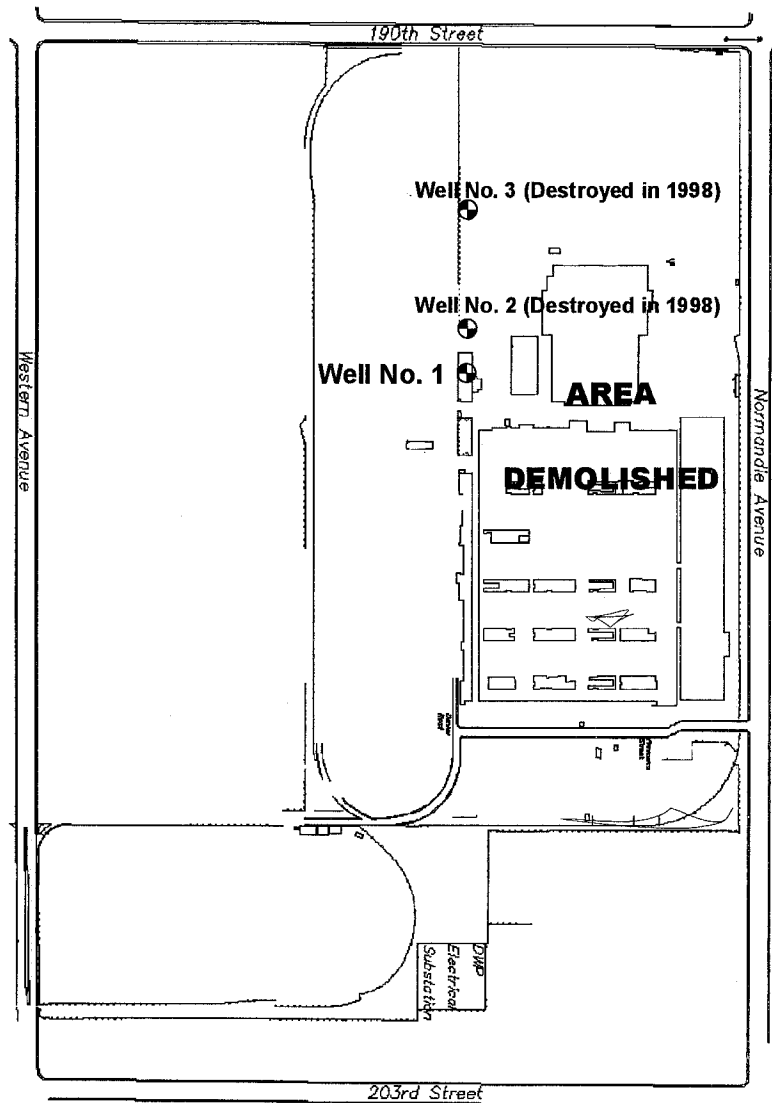 190th Street
Well No. 3 (Destroyed in 1998)
Well No. 2 (Destroyed in 1998)
Well No. 1
AREA
DEMOLISHED
Western Avenue
Normandie Avenue
DWP
Electrical
Substation
203rd Street